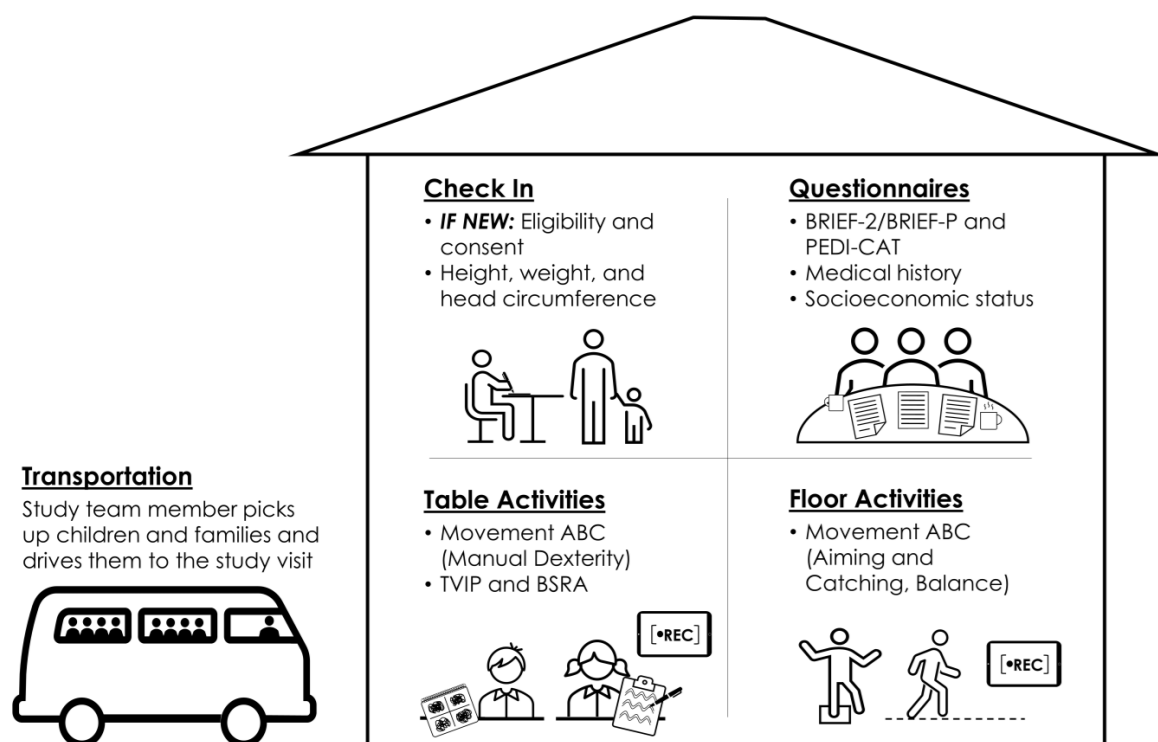 Check In
• IF NEW: Eligibility and
consent
• Height, weight, and
head circumference
Questionnaires
• BRIEF-2/BRIEF-P and
PEDI-CAT
• Medical history
• Socioeconomic status
Transportation
Study team member picks
up children and families and
drives them to the study visit
Table Activities
• Movement ABC
(Manual Dexterity)
• TVIP and BSRA
[•REC]
Floor Activities
• Movement ABC
(Aiming and
Catching, Balance)
[•REC]